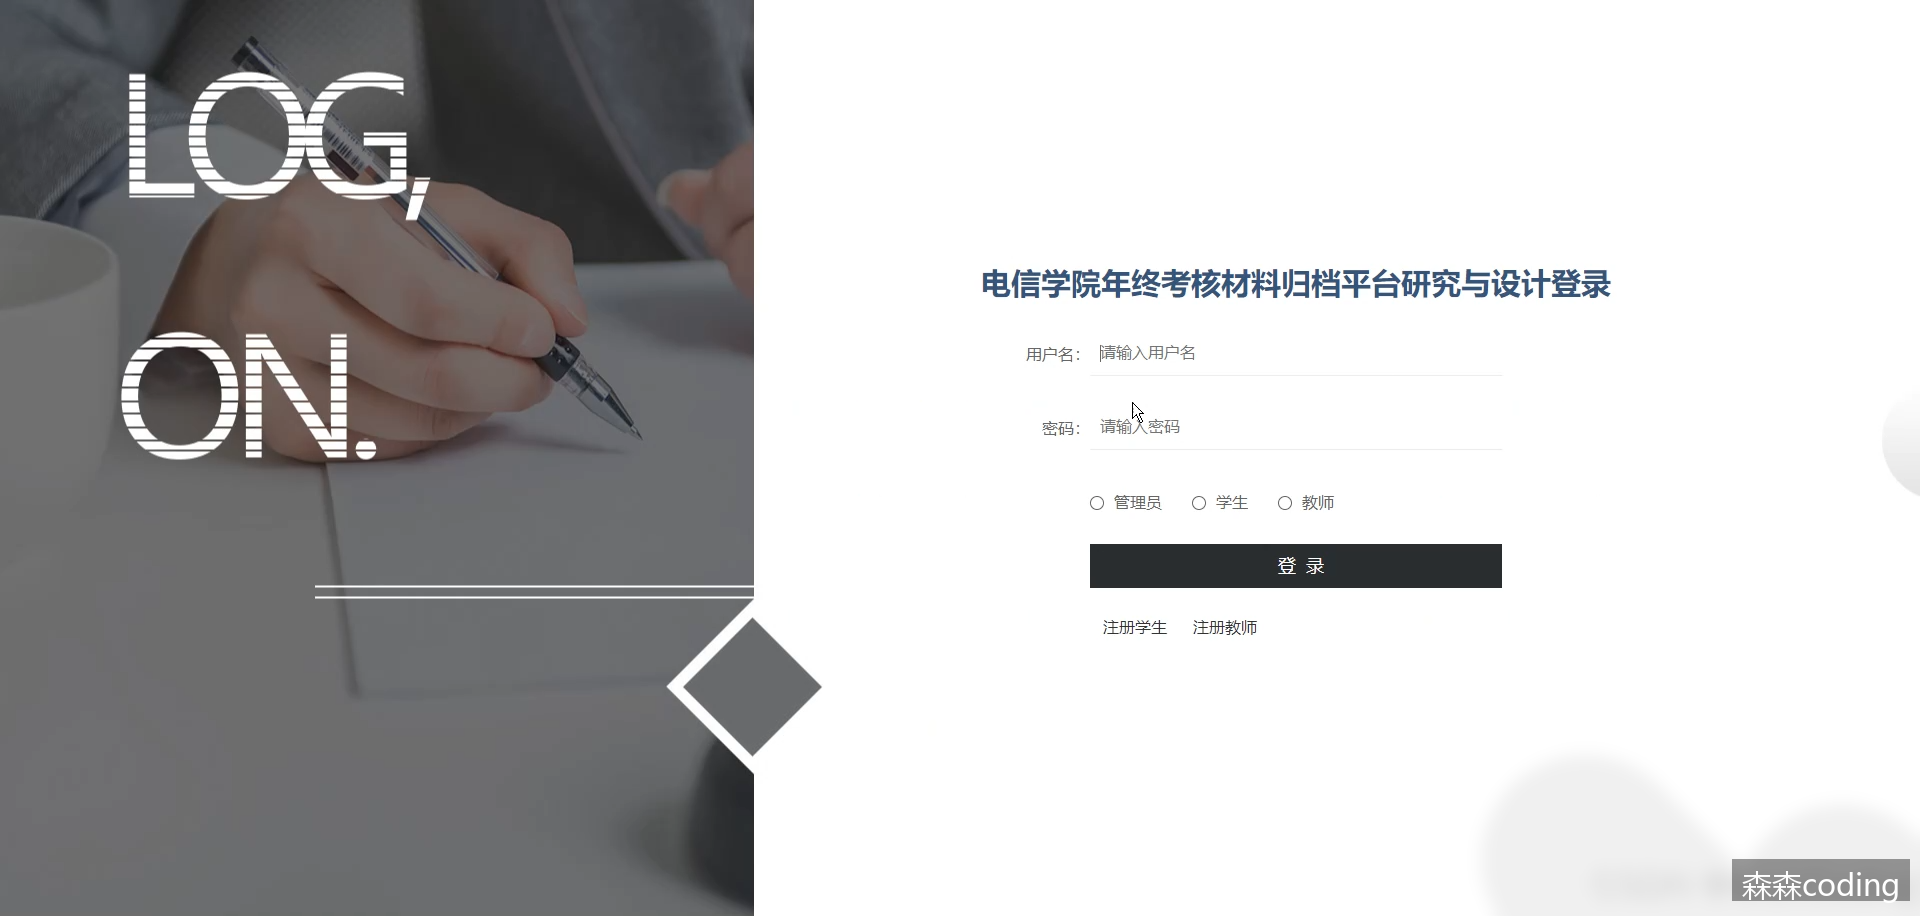 LOG,
ON.
电信学院年终考核材料归档平台研究与设计登录
用户名：
请输入用户名
密码：
请输入密码
管理员 学生 教师
登 录
注册学生 注册教师
森森coding